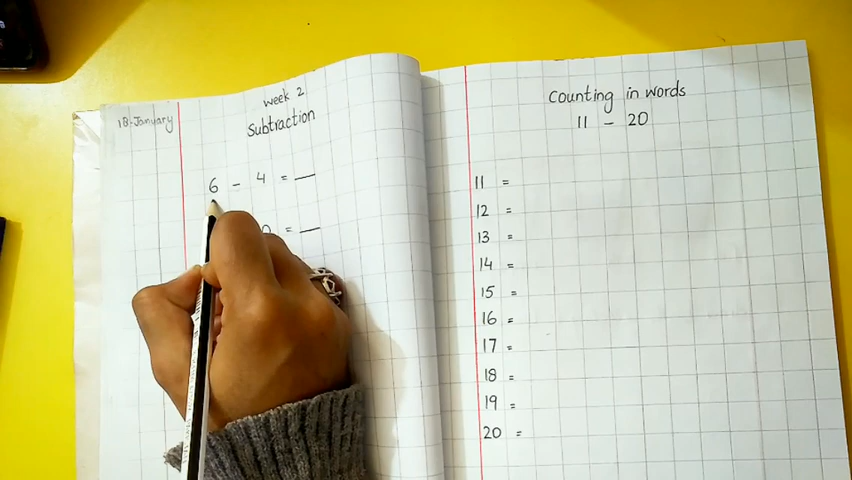 18-January
week 2
Subtraction
6 - 4 = __
0 = __
Counting in words
11 - 20
11 =
12 =
13 =
14 =
15 =
16 =
17 =
18 =
19 =
20 =